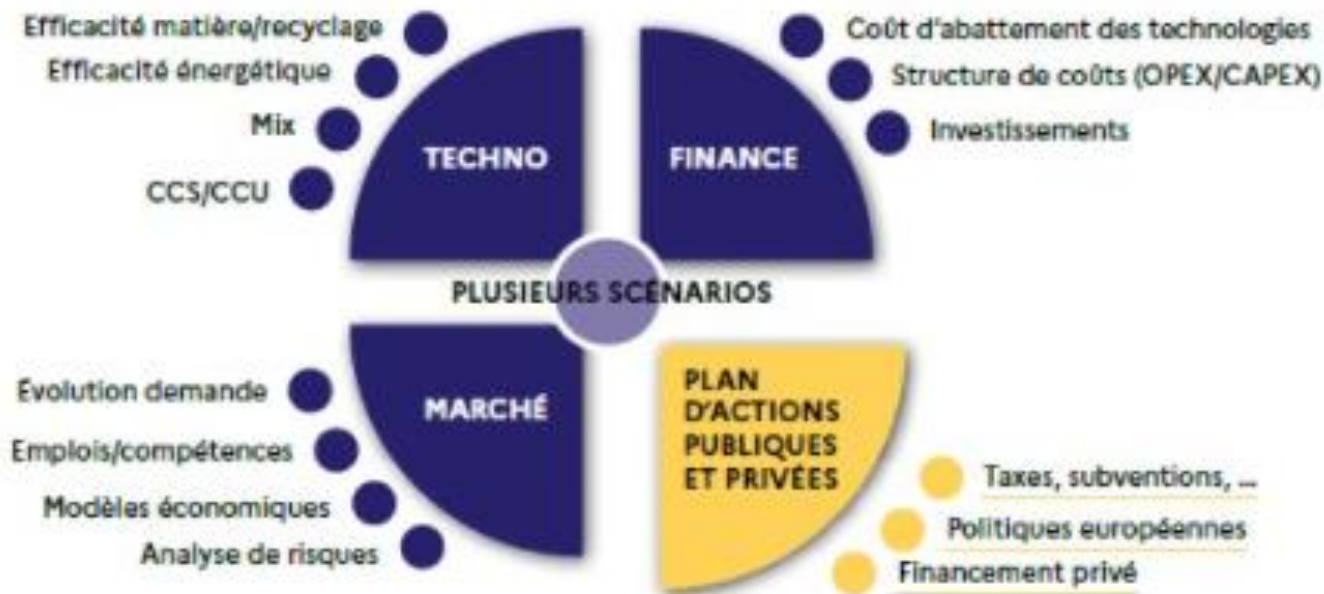 Efficacité matière/recyclage
Efficacité énergétique
Mix
CCS/CCU
TECHNO
FINANCE
Coût d'abattement des technologies
Structure de coûts (OPEX/CAPEX)
Investissements
PLUSIEURS SCÉNARIOS
Évolution demande
Emplois/compétences
Modèles économiques
Analyse de risques
MARCHÉ
PLAN
D'ACTIONS
PUBLIQUES
ET PRIVÉES
Taxes, subventions, ...
Politiques européennes
Financement privé